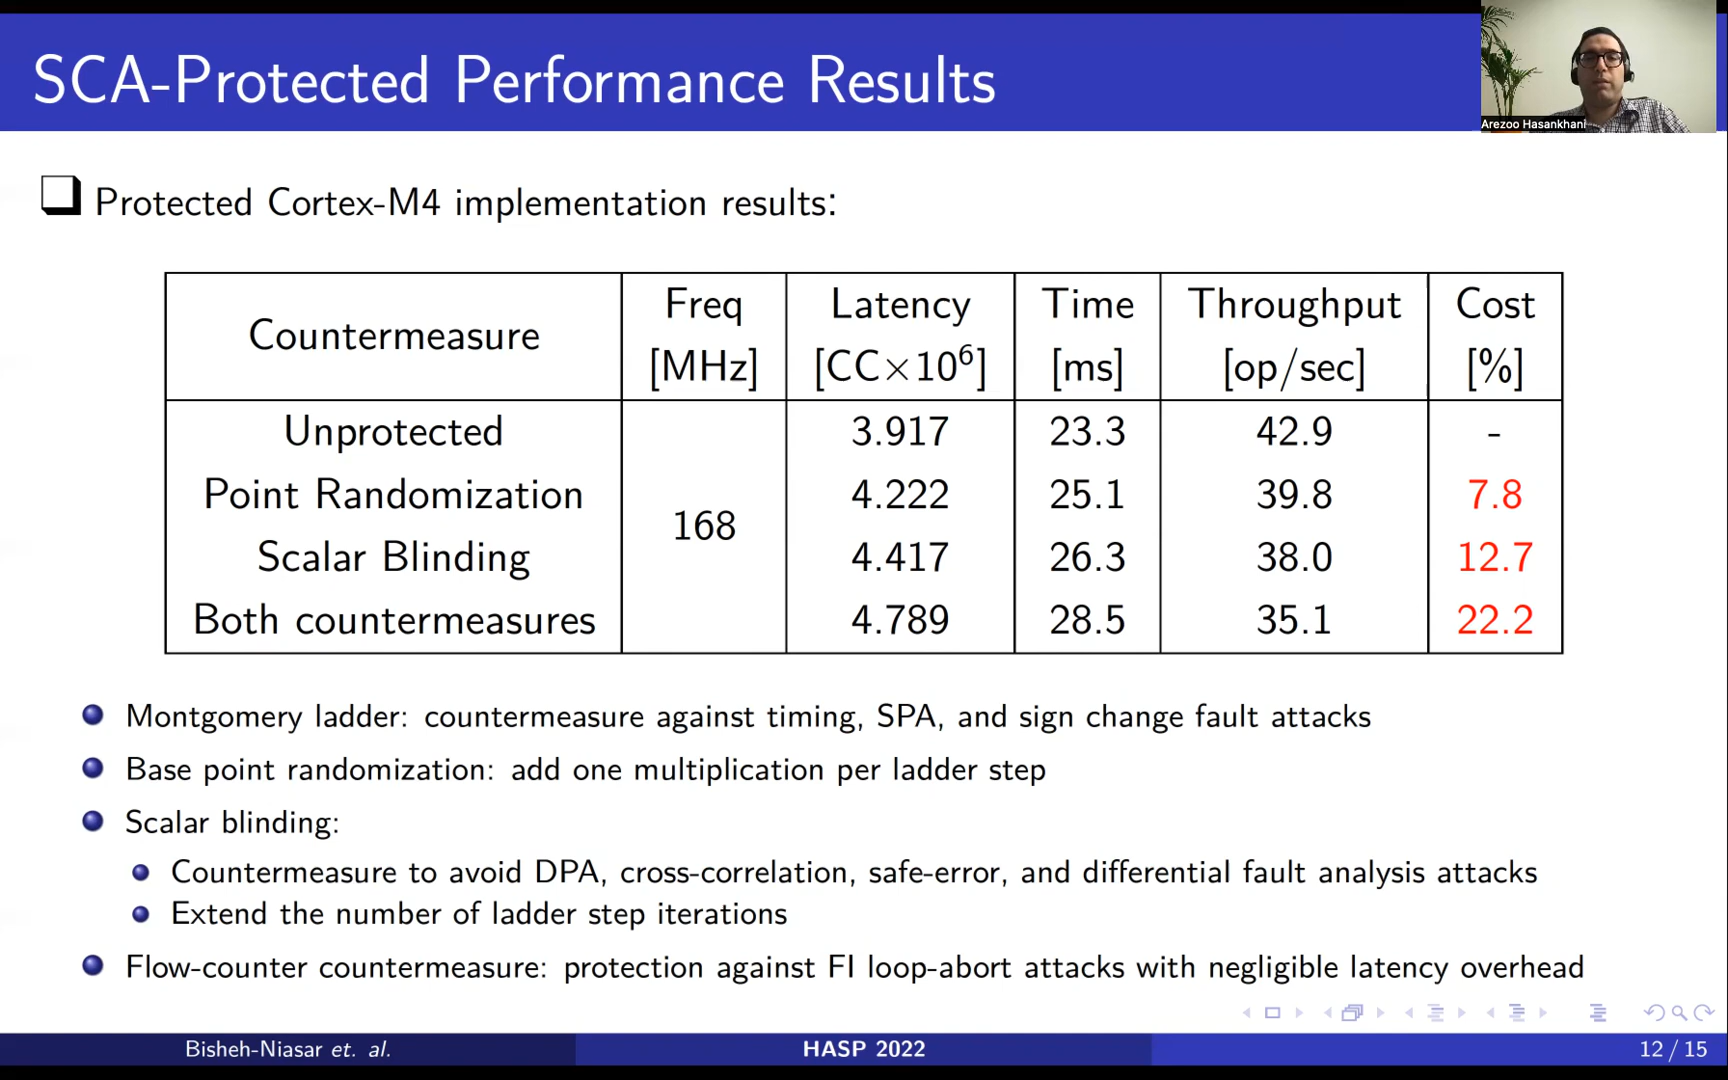 SCA-Protected Performance Results
Arezoo Hasankhani
Protected Cortex-M4 implementation results:
Countermeasure Freq [MHz] Latency [CC×10⁶] Time [ms] Throughput [op/sec] Cost [%]
Unprotected 168 3.917 23.3 42.9 -
Point Randomization 4.222 25.1 39.8 7.8
Scalar Blinding 4.417 26.3 38.0 12.7
Both countermeasures 4.789 28.5 35.1 22.2
Montgomery ladder: countermeasure against timing, SPA, and sign change fault attacks
Base point randomization: add one multiplication per ladder step
Scalar blinding:
Countermeasure to avoid DPA, cross-correlation, safe-error, and differential fault analysis attacks
Extend the number of ladder step iterations
Flow-counter countermeasure: protection against FI loop-abort attacks with negligible latency overhead
Bisheh-Niasar et. al. HASP 2022 12 / 15